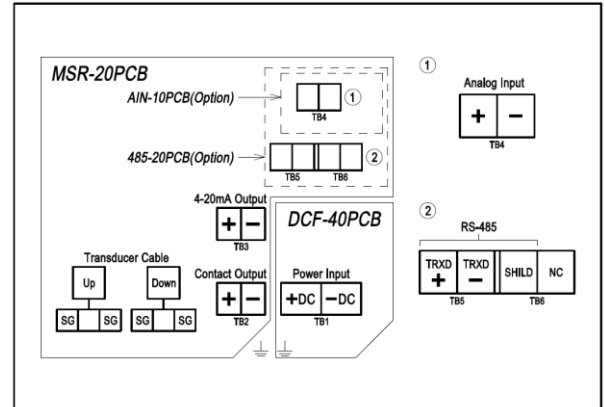 MSR-20PCB
AIN-10PCB(Option)
①
TB4
485-20PCB(Option)
②
TB5 TB6
4-20mA Output
+ −
TB3
DCF-40PCB
Transducer Cable
Up Down
SG SG SG SG
Contact Output
+ −
TB2
Power Input
+DC −DC
TB1
①
Analog Input
+ −
TB4
②
RS-485
TRXD + TRXD − SHILD NC
TB5 TB6